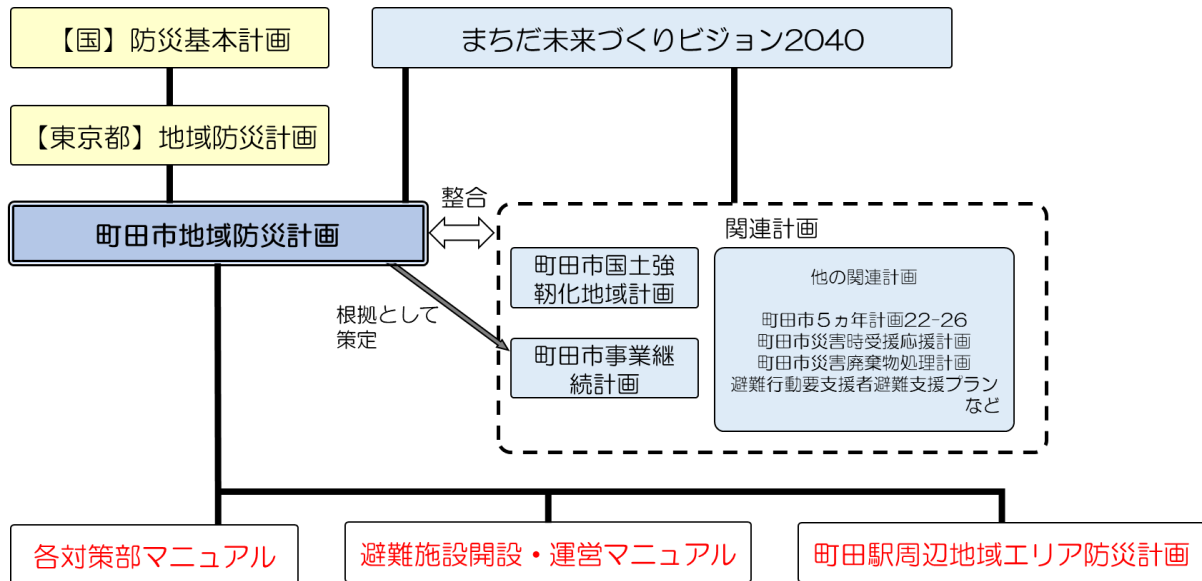 【国】防災基本計画
まちだ未来づくりビジョン2040
【東京都】地域防災計画
町田市地域防災計画
整合
関連計画
町田市国土強
靭化地域計画
他の関連計画
町田市5ヵ年計画22-26
町田市災害時受援応援計画
町田市災害廃棄物処理計画
避難行動要支援者避難支援プラン
など
根拠として
策定
町田市事業継
続計画
各対策部マニュアル
避難施設開設・運営マニュアル
町田駅周辺地域エリア防災計画